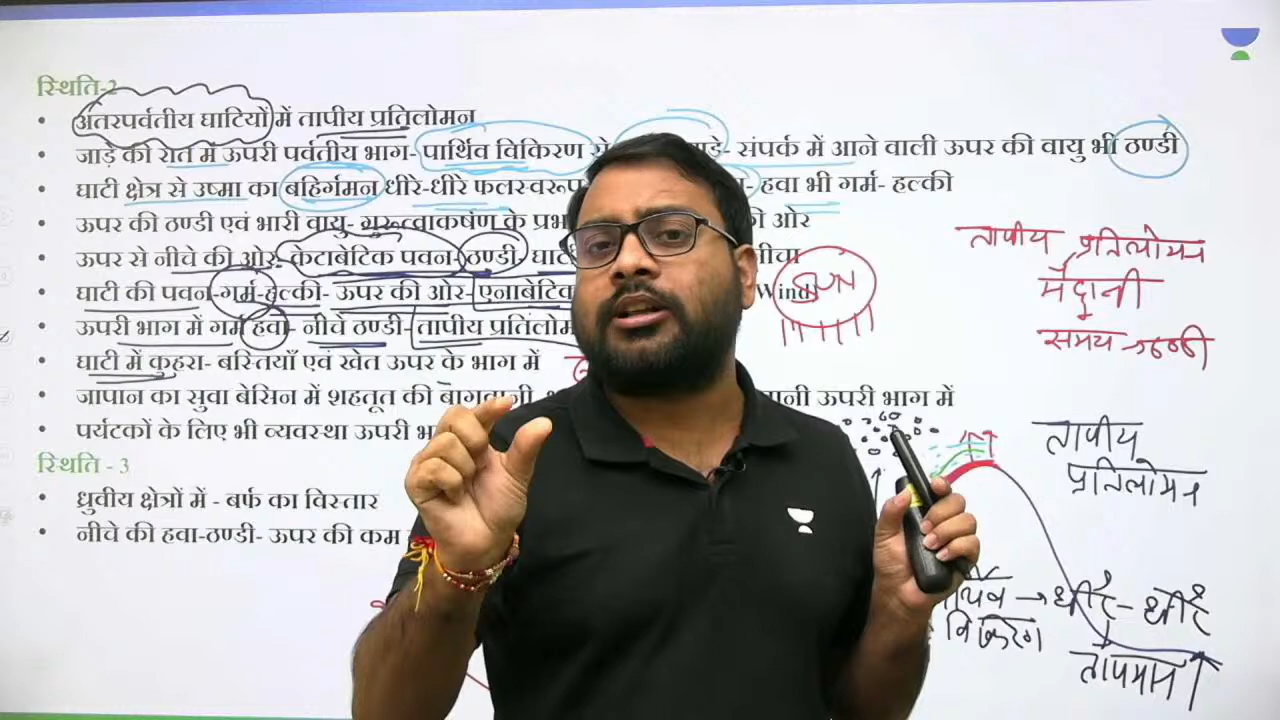 स्थिति-2
अंतरपर्वतीय घाटियों में तापीय प्रतिलोमन
जाड़े की रात में ऊपरी पर्वतीय भाग- पार्थिव विकिरण से संपर्क में आने वाली ऊपर की वायु भी ठण्डी
घाटी क्षेत्र से उष्मा का बहिर्गमन धीरे-धीरे फलस्वरूप हवा भी गर्म- हल्की
ऊपर की ठण्डी एवं भारी वायु- गुरूत्वाकर्षण के की ओर
ऊपर से नीचे की ओर- केटाबेटिक पवन- ठण्डी- घाटी नीचा
घाटी की पवन-गर्म-हल्की- ऊपर की ओर- एनाबेटिक Wind)
ऊपरी भाग में गर्म हवा- नीचे ठण्डी- तापीय
घाटी में कुहरा- बस्तियाँ एवं खेत ऊपर के भाग में
जापान का सुवा बेसिन में शहतूत की बागवानी ऊपरी भाग में
पर्यटकों के लिए भी व्यवस्था ऊपरी
स्थिति - 3
ध्रुवीय क्षेत्रों में - बर्फ का विस्तार
नीचे की हवा-ठण्डी- ऊपर की कम
SUN
तापीय प्रतिलोमन
मैदानी
समय → ठण्डी
तापीय
प्रतिलोमन
→ धीरे - धीरे
तापमान ↑